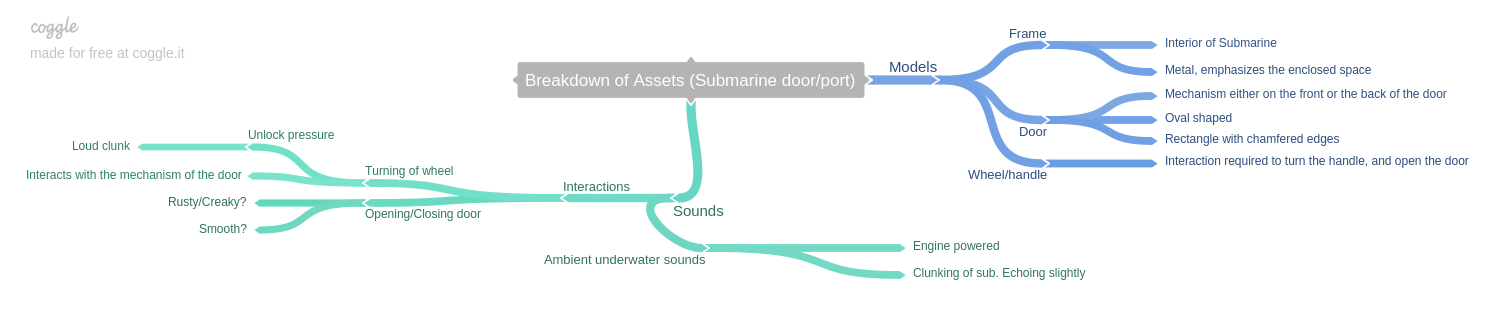 coggle
made for free at coggle.it
Breakdown of Assets (Submarine door/port)
Models
Frame
Interior of Submarine
Metal, emphasizes the enclosed space
Door
Mechanism either on the front or the back of the door
Oval shaped
Rectangle with chamfered edges
Wheel/handle
Interaction required to turn the handle, and open the door
Sounds
Interactions
Turning of wheel
Unlock pressure
Loud clunk
Interacts with the mechanism of the door
Opening/Closing door
Rusty/Creaky?
Smooth?
Ambient underwater sounds
Engine powered
Clunking of sub. Echoing slightly